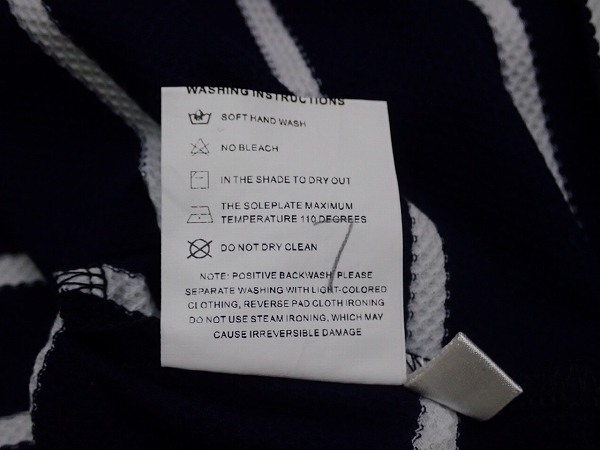 WASHING INSTRUCTIONS
SOFT HAND WASH
NO BLEACH
IN THE SHADE TO DRY OUT
THE SOLEPLATE MAXIMUM
TEMPERATURE 110 DEGREES
DO NOT DRY CLEAN
7
NOTE: POSITIVE BACKWASH, PLEASE
SEPARATE WASHING WITH LIGHT-COLORED
CLOTHING, REVERSE PAD CLOTH IRONING
DO NOT USE STEAM IRONING, WHICH MAY
CAUSE IRREVERSIBLE DAMAGE